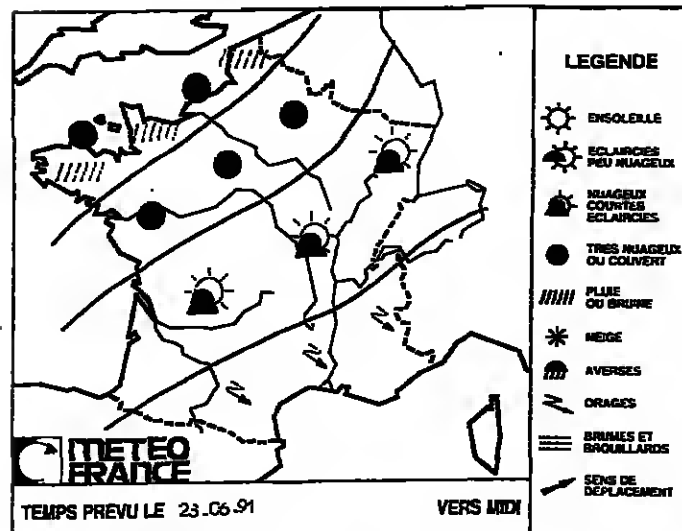 LEGENDE
ENSOLEILLE
ECLAIRCIES
PEU NUAGEUX
NUAGEUX
COURTES
ECLAIRCIES
TRES NUAGEUX
OU COUVERT
PLUIE
OU BRUINE
NEIGE
AVERSES
ORAGES
BRUMES ET
BROUILLARDS
SENS DE
DEPLACEMENT
METEO
FRANCE
TEMPS PREVU LE 23.06.91 VERS MIDI